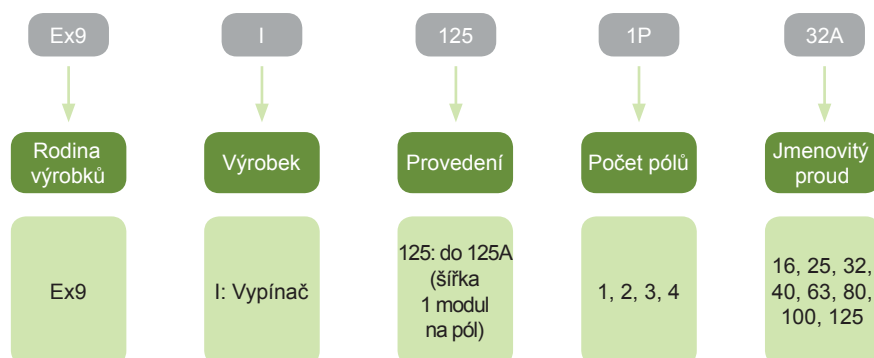 Ex9
I
125
1P
32A
Rodina
výrobků
Výrobek
Provedení
Počet pólů
Jmenovitý
proud
Ex9
I: Vypínač
125: do 125A
(šířka
1 modul
na pól)
1, 2, 3, 4
16, 25, 32,
40, 63, 80,
100, 125